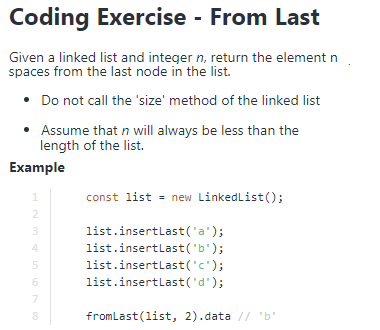 Coding Exercise - From Last
Given a linked list and integer n, return the element n
spaces from the last node in the list.
• Do not call the 'size' method of the linked list
• Assume that n will always be less than the
length of the list.
Example
1 const list = new LinkedList();
2
3 list.insertLast('a');
4 list.insertLast('b');
5 list.insertLast('c');
6 list.insertLast('d');
7
8 fromLast(list, 2).data // 'b'